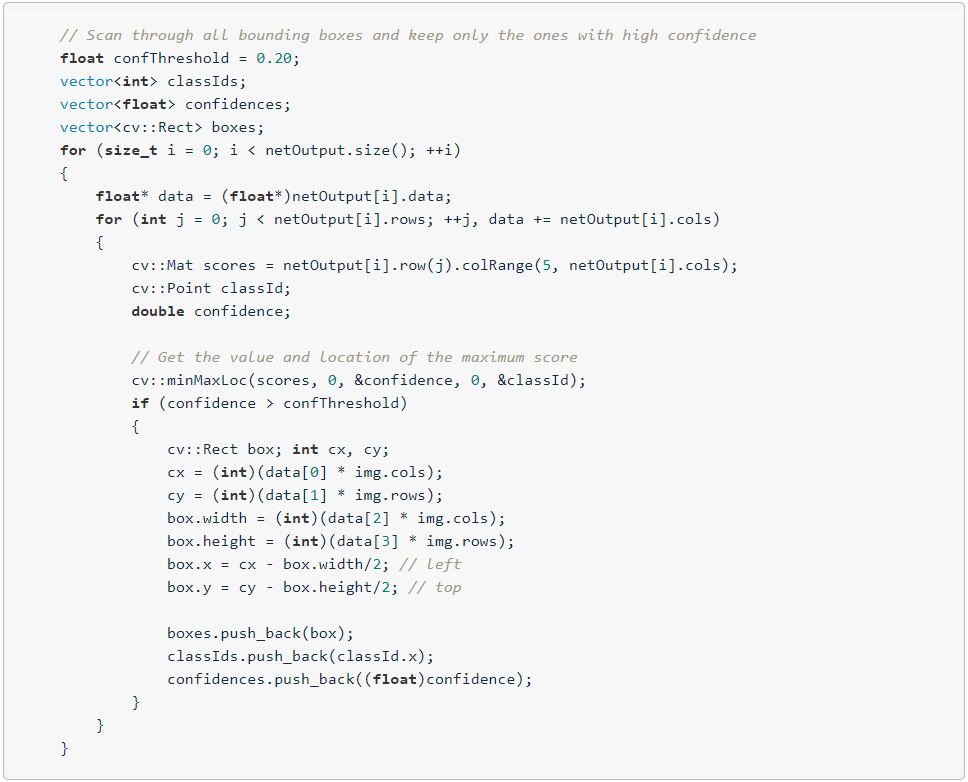 // Scan through all bounding boxes and keep only the ones with high confidence
float confThreshold = 0.20;
vector<int> classIds;
vector<float> confidences;
vector<cv::Rect> boxes;
for (size_t i = 0; i < netOutput.size(); ++i)
{
float* data = (float*)netOutput[i].data;
for (int j = 0; j < netOutput[i].rows; ++j, data += netOutput[i].cols)
{
cv::Mat scores = netOutput[i].row(j).colRange(5, netOutput[i].cols);
cv::Point classId;
double confidence;
// Get the value and location of the maximum score
cv::minMaxLoc(scores, 0, &confidence, 0, &classId);
if (confidence > confThreshold)
{
cv::Rect box; int cx, cy;
cx = (int)(data[0] * img.cols);
cy = (int)(data[1] * img.rows);
box.width = (int)(data[2] * img.cols);
box.height = (int)(data[3] * img.rows);
box.x = cx - box.width/2; // left
box.y = cy - box.height/2; // top
boxes.push_back(box);
classIds.push_back(classId.x);
confidences.push_back((float)confidence);
}
}
}